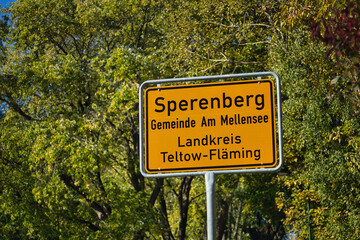 Sperenberg
Gemeinde Am Mellensee
Landkreis
Teltow-Fläming